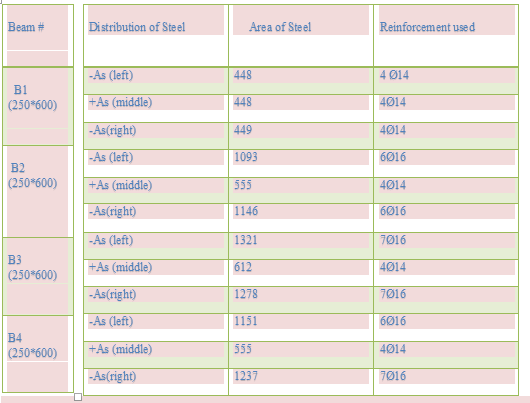 Beam # Distribution of Steel Area of Steel Reinforcement used
B1
(250*600)
-As (left) 448 4 Ø14
+As (middle) 448 4Ø14
-As(right) 449 4Ø14
B2
(250*600)
-As (left) 1093 6Ø16
+As (middle) 555 4Ø14
-As(right) 1146 6Ø16
B3
(250*600)
-As (left) 1321 7Ø16
+As (middle) 612 4Ø14
-As(right) 1278 7Ø16
B4
(250*600)
-As (left) 1151 6Ø16
+As (middle) 555 4Ø14
-As(right) 1237 7Ø16